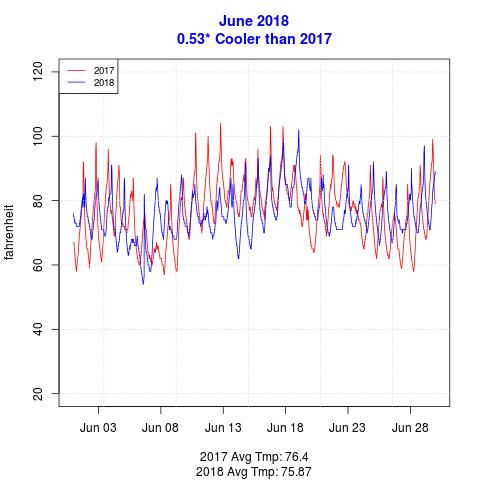 June 2018
0.53* Cooler than 2017
2017
2018
fahrenheit
120
100
80
60
40
20
Jun 03
Jun 08
Jun 13
Jun 18
Jun 23
Jun 28
2017 Avg Tmp: 76.4
2018 Avg Tmp: 75.87